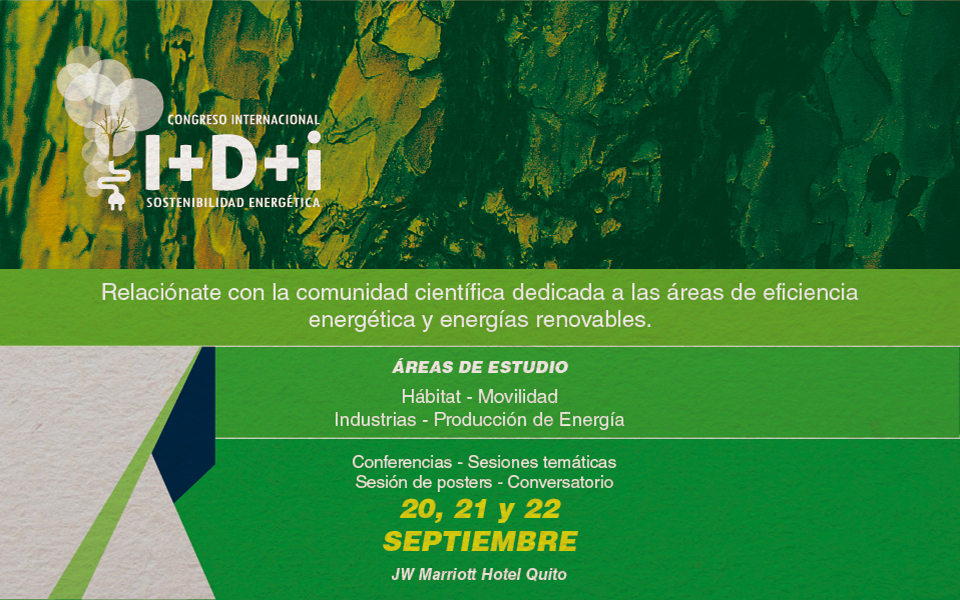 CONGRESO INTERNACIONAL
I+D+i
SOSTENIBILIDAD ENERGÉTICA
Relaciónate con la comunidad científica dedicada a las áreas de eficiencia
energética y energías renovables.
ÁREAS DE ESTUDIO
Hábitat - Movilidad
Industrias - Producción de Energía
Conferencias - Sesiones temáticas
Sesión de posters - Conversatorio
20, 21 y 22
SEPTIEMBRE
JW Marriott Hotel Quito